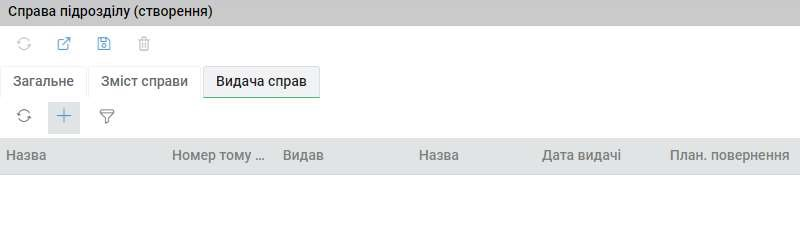 Справа підрозділу (створення)
Загальне Зміст справи Видача справ
Назва Номер тому ... Видав Назва Дата видачі План. повернення